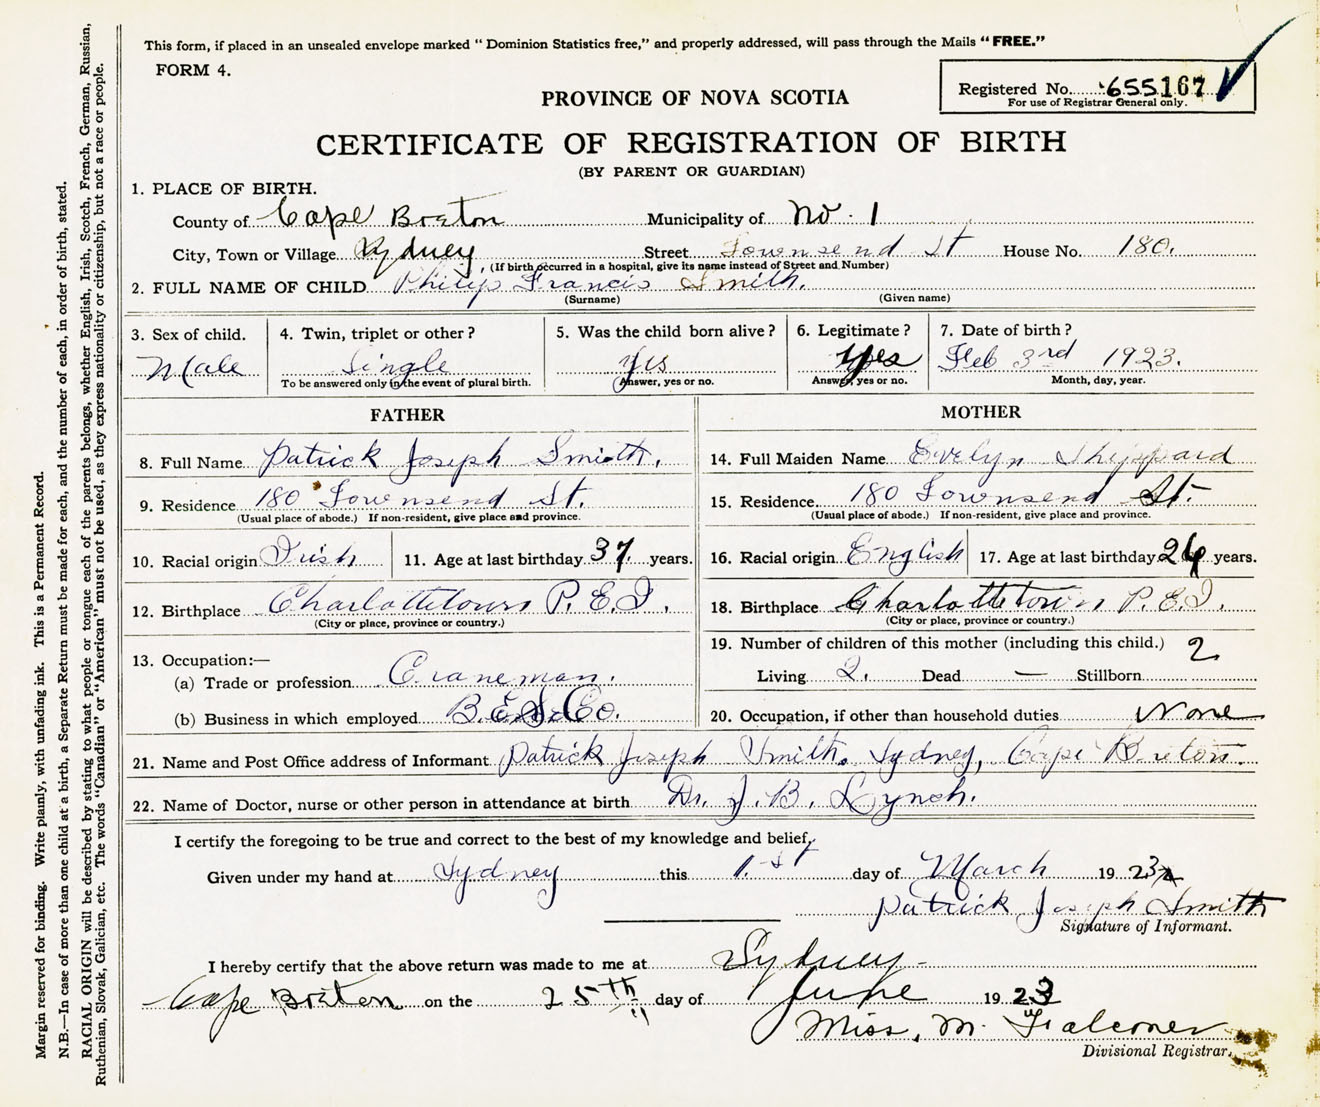 This form, if placed in an unsealed envelope marked "Dominion Statistics free," and properly addressed, will pass through the Mails "FREE."
FORM 4.
Registered No. 655167
For use of Registrar General only.
PROVINCE OF NOVA SCOTIA
CERTIFICATE OF REGISTRATION OF BIRTH
(BY PARENT OR GUARDIAN)
1. PLACE OF BIRTH.
County of Cape Breton Municipality of No. 1
City, Town or Village Sydney Street Townsend St House No. 180.
(If birth occurred in a hospital, give its name instead of Street and Number)
2. FULL NAME OF CHILD Philip Francis Smith.
(Surname) (Given name)
3. Sex of child. 4. Twin, triplet or other? 5. Was the child born alive? 6. Legitimate? 7. Date of birth?
Male Single Yes Yes Feb 3rd 1923.
To be answered only in the event of plural birth. Answer, yes or no. Answer, yes or no. Month, day, year.
FATHER MOTHER
8. Full Name Patrick Joseph Smith. 14. Full Maiden Name Evelyn Shippard
9. Residence 180 Townsend St. 15. Residence 180 Townsend St.
(Usual place of abode.) If non-resident, give place and province. (Usual place of abode.) If non-resident, give place and province.
10. Racial origin Irish 11. Age at last birthday 37 years. 16. Racial origin English 17. Age at last birthday years.
12. Birthplace Charlottetown P.E.I. 18. Birthplace Charlottetown P.E.I.
(City or place, province or country.) (City or place, province or country.)
19. Number of children of this mother (including this child.) 2
13. Occupation:—
(a) Trade or profession Craneman. Living 2. Dead — Stillborn
(b) Business in which employed Co. 20. Occupation, if other than household duties None
21. Name and Post Office address of Informant Patrick Joseph Smith. Sydney, Cape Breton.
22. Name of Doctor, nurse or other person in attendance at birth Dr. J. B. Lynch.
I certify the foregoing to be true and correct to the best of my knowledge and belief,
Given under my hand at Sydney this 1.st day of March 1923
Patrick Joseph Smith
Signature of Informant.
I hereby certify that the above return was made to me at Sydney -
Cape Breton on the 25th day of June 1923
Miss, M. Falconer
Divisional Registrar.
Margin reserved for binding. Write plainly, with unfading ink. This is a Permanent Record.
N.B.—In case of more than one child at a birth, a Separate Return must be made for each, and the number of each, in order of birth, stated.
RACIAL ORIGIN will be described by stating to what people or tongue each of the parents belongs, whether English, Irish, Scotch, French, German, Russian,
Ruthenian, Slovak, Galician, etc. The words "Canadian" or "American" must not be used, as they express nationality or citizenship, but not a race or people.